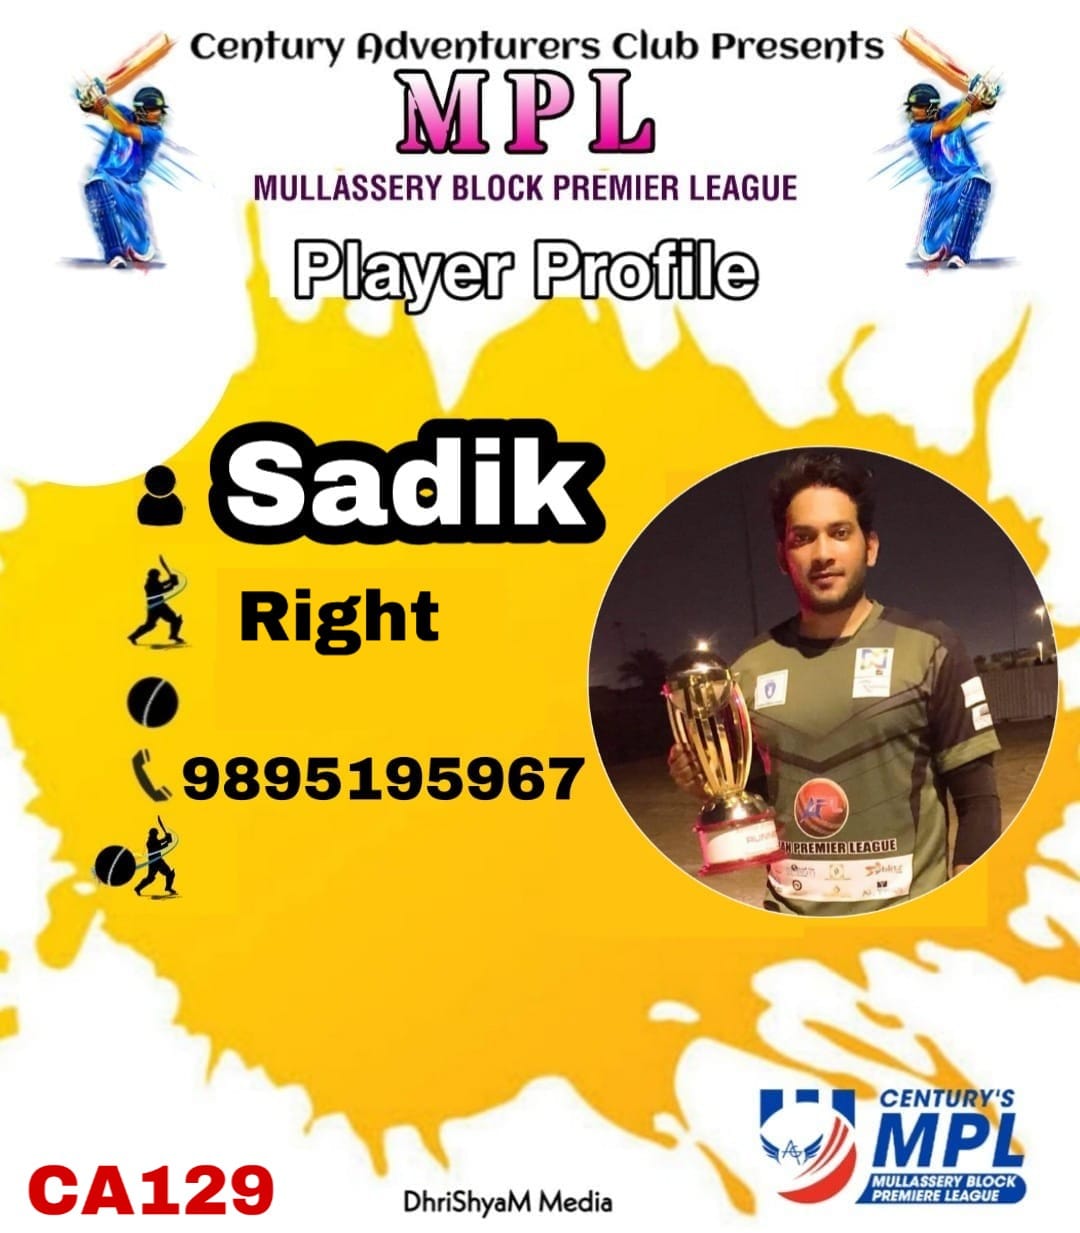 Century Adventurers Club Presents
MPL
MULLASSERY BLOCK PREMIER LEAGUE
Player Profile
Sadik
Right
9895195967
PREMIER LEAGUE
CENTURY'S
MPL
MULLASSERY BLOCK
PREMIERE LEAGUE
CA129
DhriShyaM Media